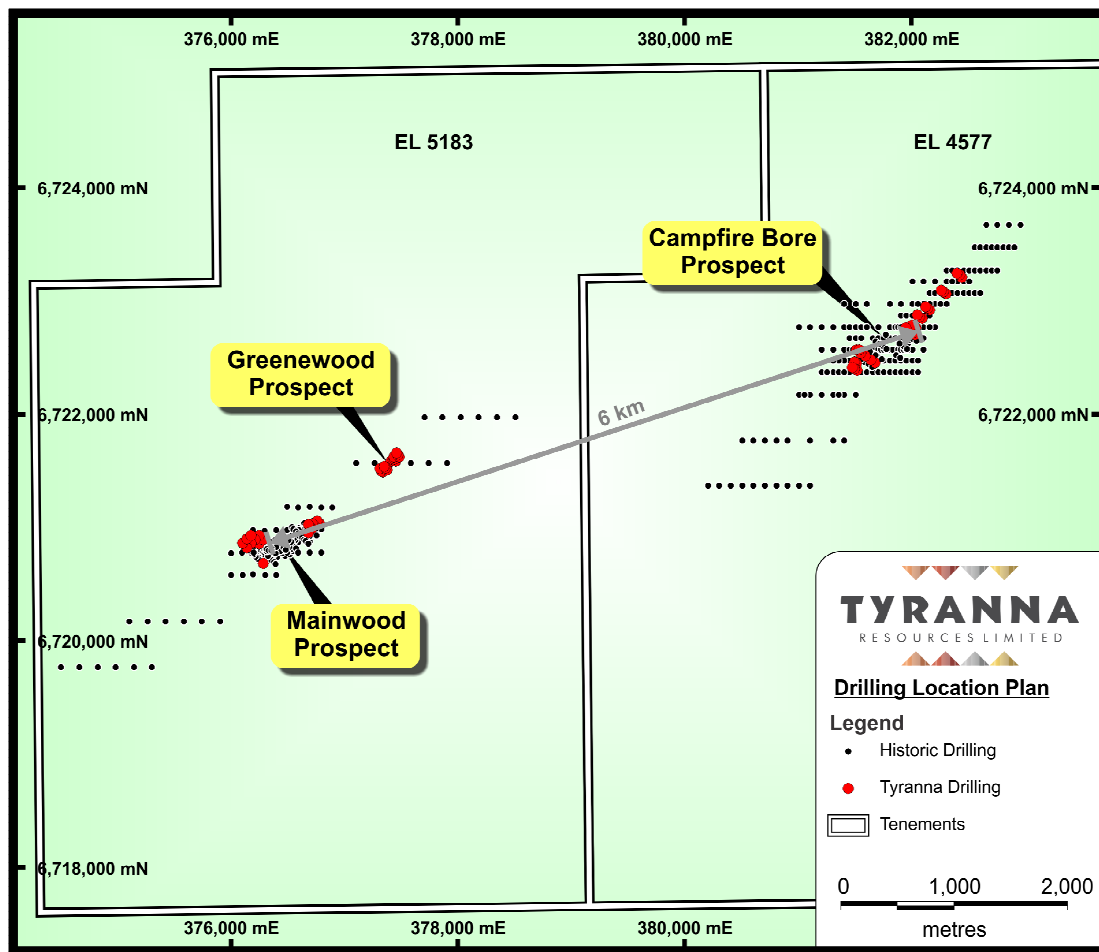 376,000 mE
378,000 mE
380,000 mE
382,000 mE
EL 5183
EL 4577
6,724,000 mN
6,724,000 mN
Campfire Bore
Prospect
Greenewood
Prospect
6 km
6,722,000 mN
6,722,000 mN
Mainwood
Prospect
6,720,000 mN
TYRANNA
RESOURCES LIMITED
Drilling Location Plan
Legend
Historic Drilling
Tyranna Drilling
Tenements
6,718,000 mN
0 1,000 2,000
metres
376,000 mE
378,000 mE
380,000 mE